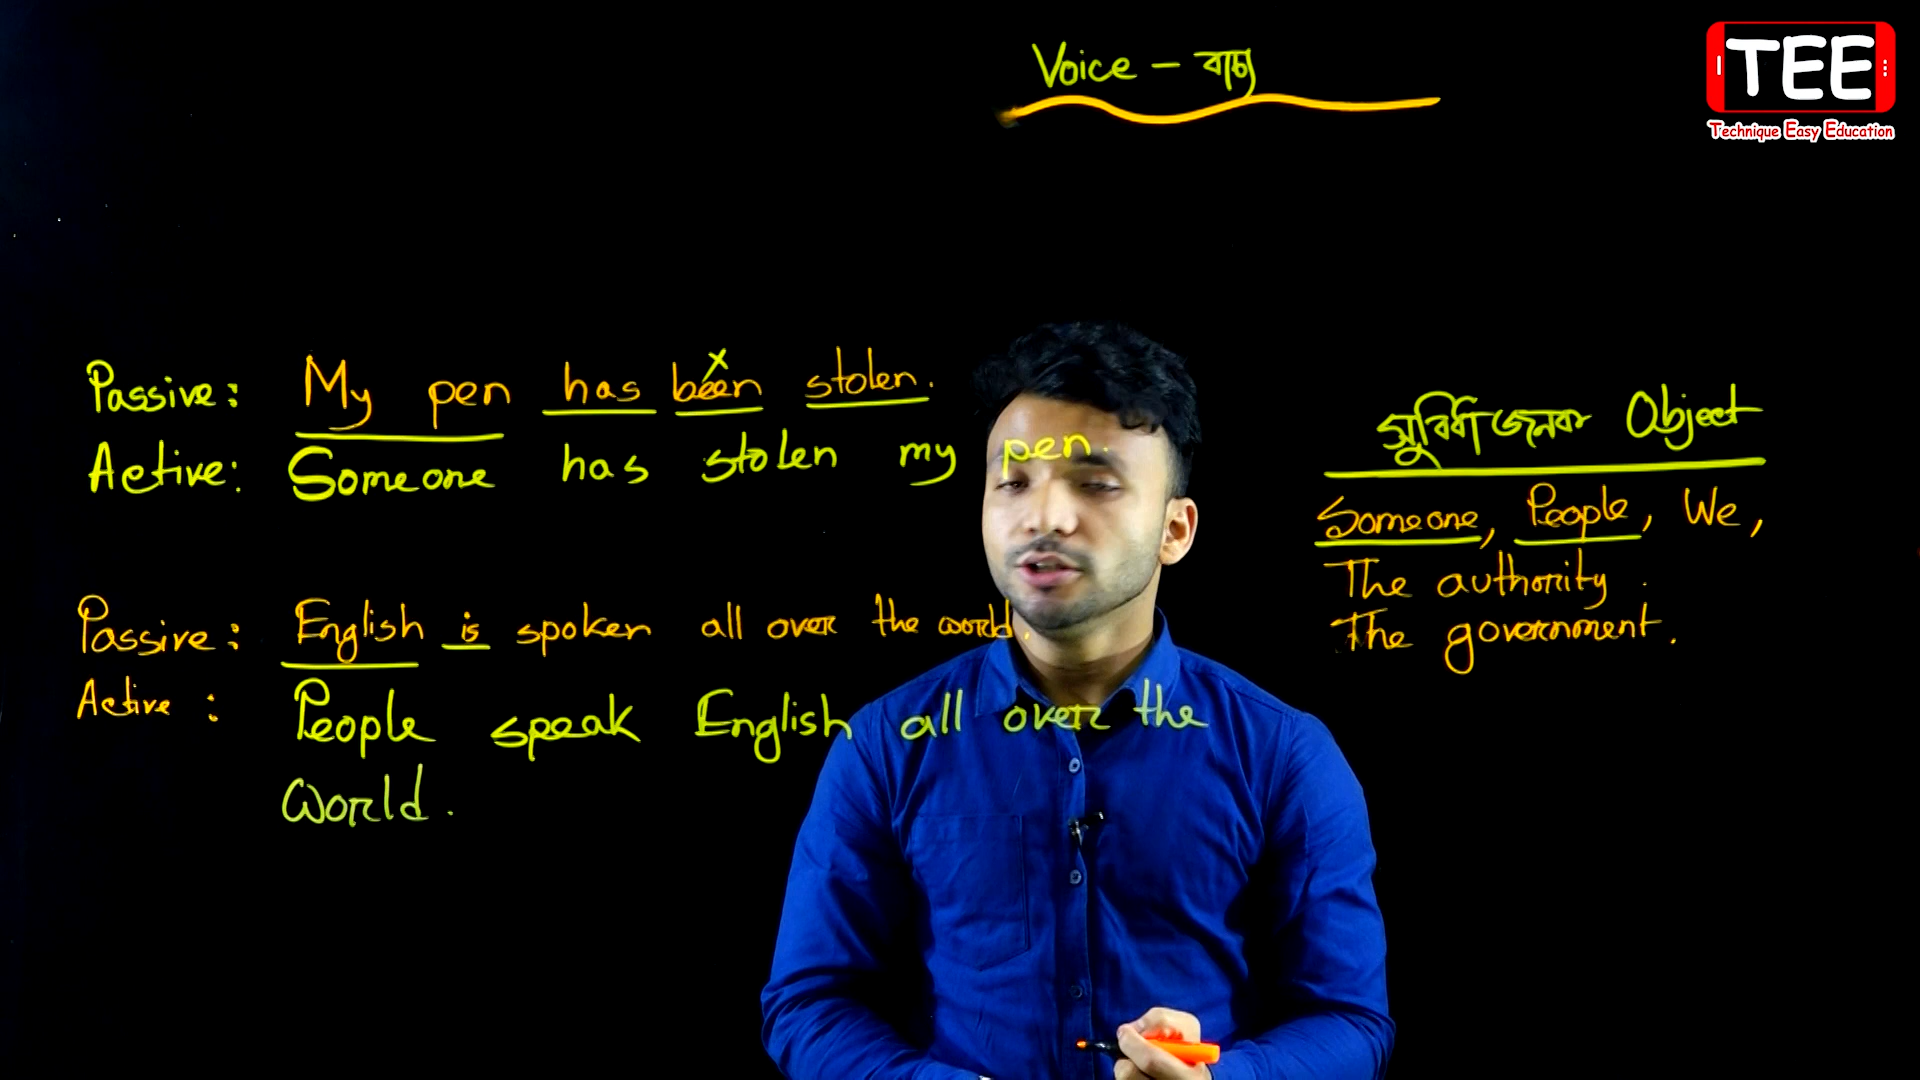 Voice - বাচ্য
TEE
Technique Easy Education
Passive: My pen has been stolen.
Active: Someone has stolen my pen.
Passive: English is spoken all over the world.
Active: People speak English all over the
world.
সুবিধাজনক Object
Someone, People, We,
The authority.
The government.